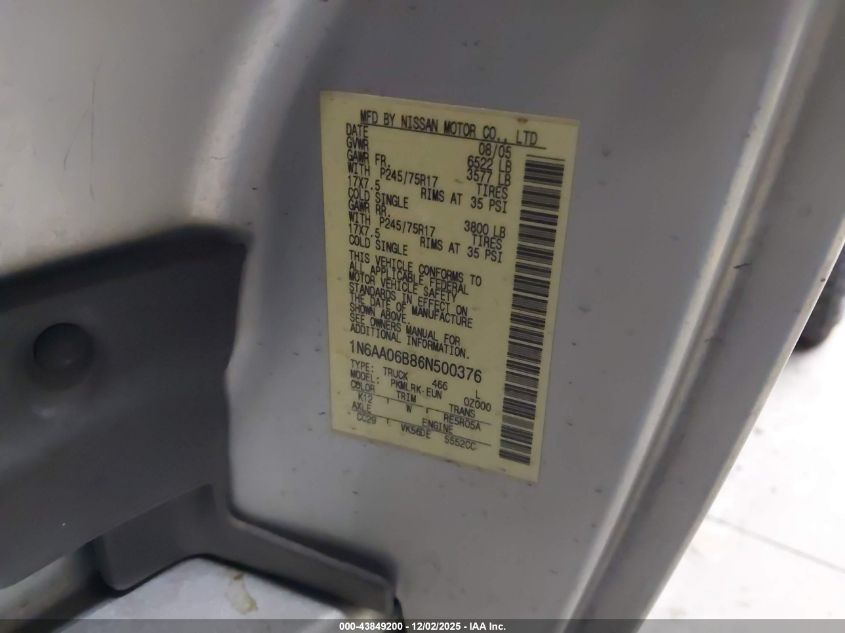 MFD BY NISSAN MOTOR CO., LTD
DATE 08/05
GVWR 6522 LB
GAWR FR. 3577 LB
WITH P245/75R17 TIRES
17X7.5 RIMS AT 35 PSI
COLD SINGLE
GAWR RR. 3800 LB
WITH P245/75R17 TIRES
17X7.5 RIMS AT 35 PSI
COLD SINGLE
THIS VEHICLE CONFORMS TO
ALL APPLICABLE FEDERAL
MOTOR VEHICLE SAFETY
STANDARDS IN EFFECT ON
THE DATE OF MANUFACTURE
SHOWN ABOVE.
SEE OWNERS MANUAL FOR
ADDITIONAL INFORMATION.
1N6AA06B86N500376
TYPE: TRUCK 466 L
MODEL: PKMLRK-EUN 0Z000
COLOR TRIM TRANS
K12 W RE5R05A
AXLE ENGINE
CC29 VK56DE 5552CC
000-43849200 - 12/02/2025 - IAA Inc.